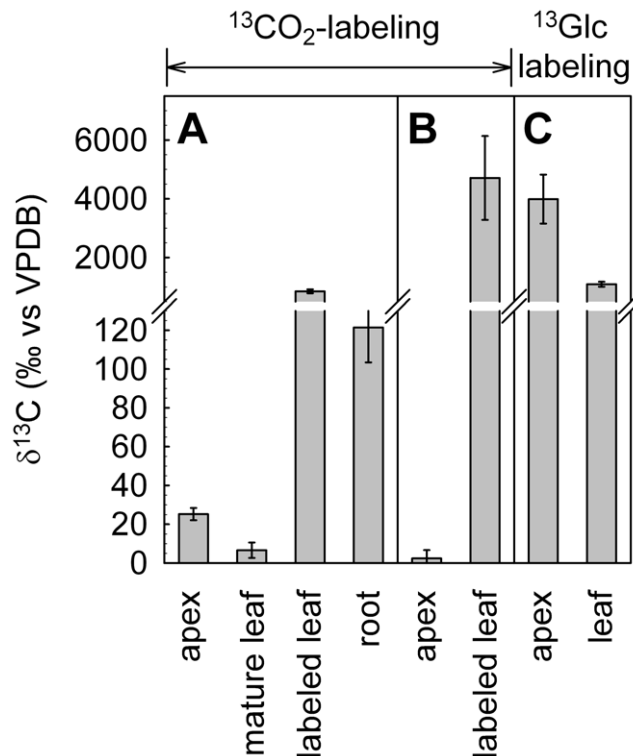 ¹³CO₂-labeling
¹³Glc
labeling
A
B
C
δ¹³C (‰ vs VPDB)
6000
4000
2000
120
100
80
60
40
20
0
apex
mature leaf
labeled leaf
root
apex
labeled leaf
apex
leaf